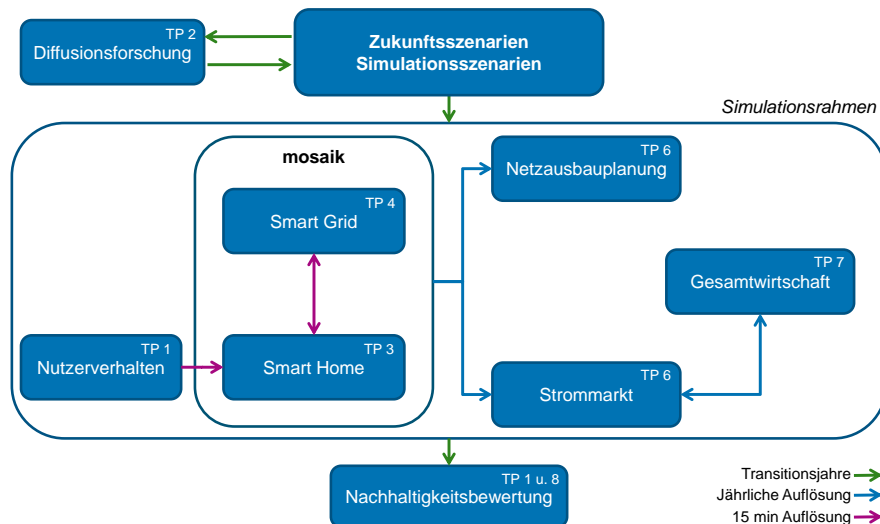 TP 2
Diffusionsforschung
Zukunftsszenarien
Simulationsszenarien
Simulationsrahmen
mosaik
TP 4
Smart Grid
TP 6
Netzausbauplanung
TP 7
Gesamtwirtschaft
TP 1
Nutzerverhalten
TP 3
Smart Home
TP 6
Strommarkt
TP 1 u. 8
Nachhaltigkeitsbewertung
Transitionsjahre
Jährliche Auflösung
15 min Auflösung